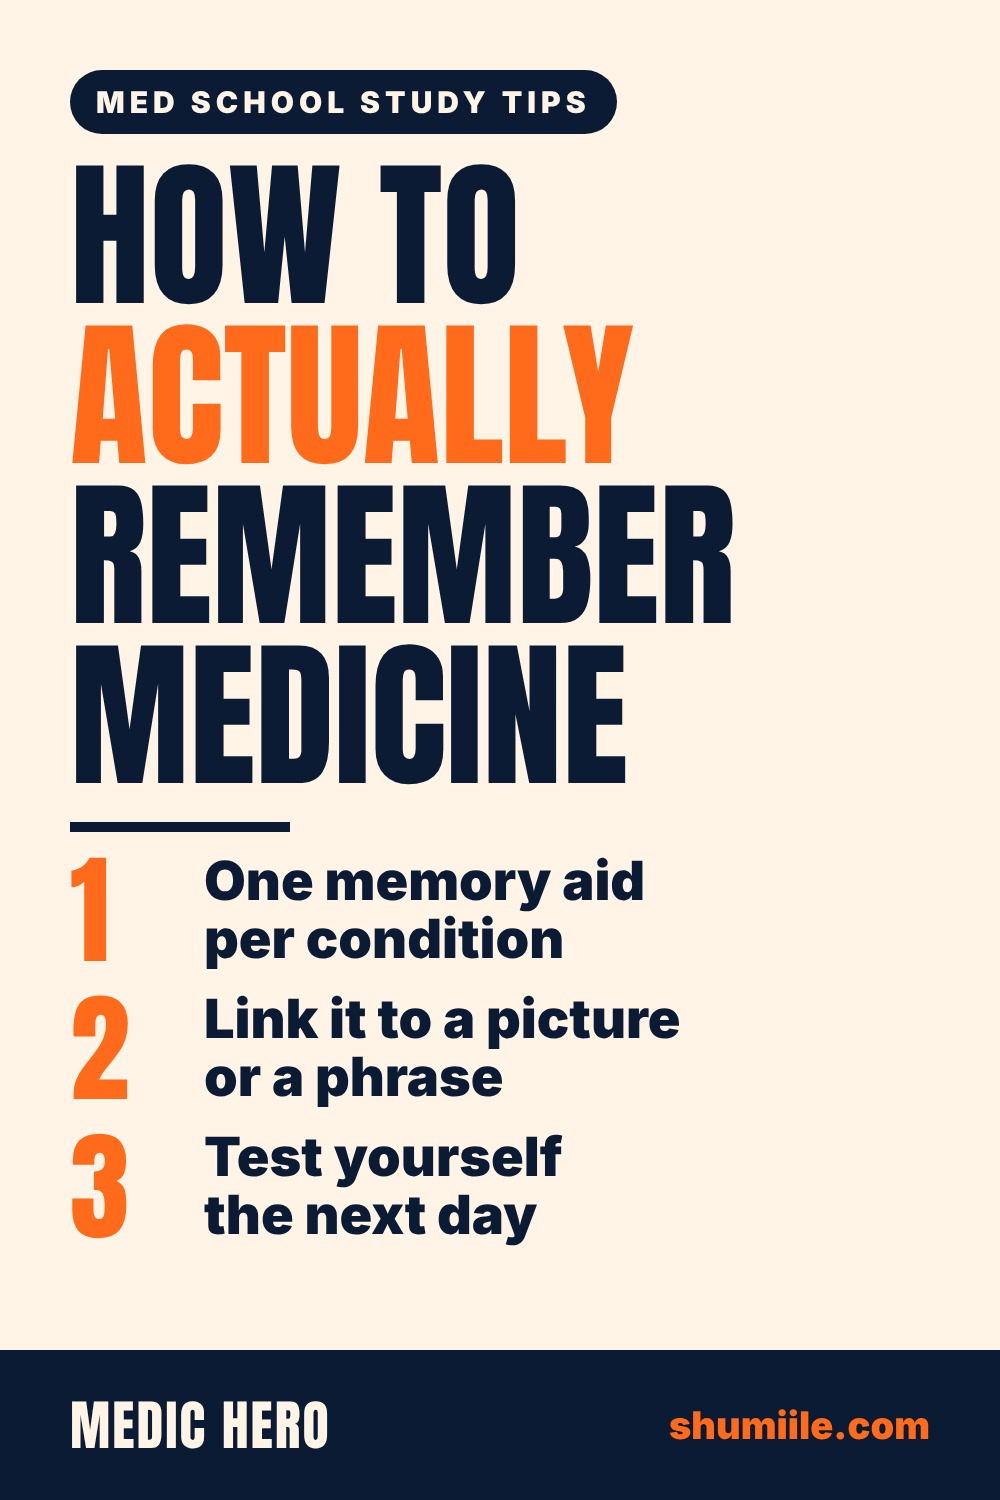 MED SCHOOL STUDY TIPS
HOW TO
ACTUALLY
REMEMBER
MEDICINE
1 One memory aid
per condition
2 Link it to a picture
or a phrase
3 Test yourself
the next day
MEDIC HERO
shumiile.com